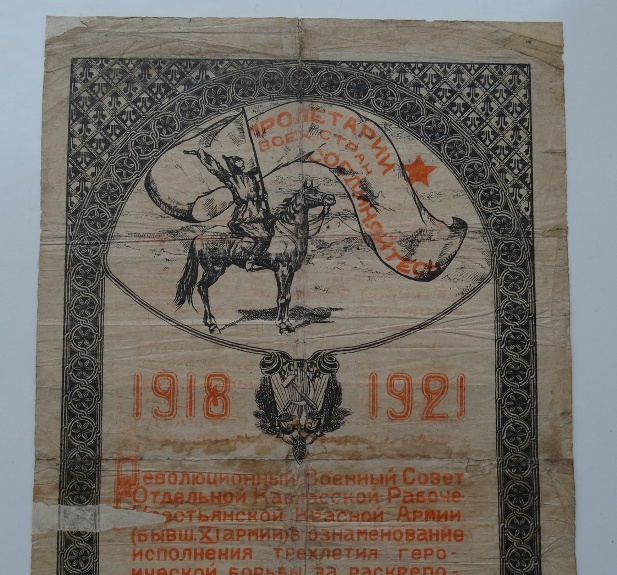 ПРОЛЕТАРИИ
ВСЕХ СТРАН
СОЕДИНЯЙТЕСЬ
1918 1921
Революционный Военный Совет
Отдельной Кавказской Рабоче-
Крестьянской Красной Армии
(бывш. XI армии) в ознаменование
исполнения трехлетия геро-
ической борьбы за раскрепо-